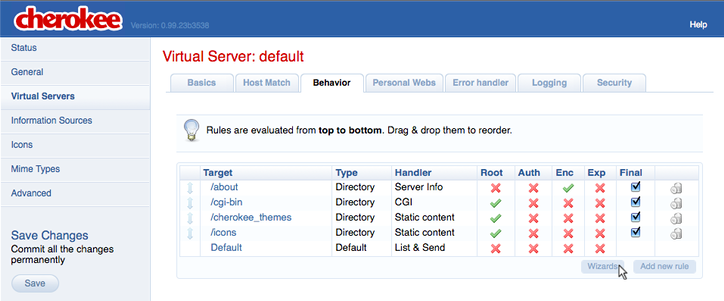 cherokee
Version: 0.99.23b3538
Help
Status
General
Virtual Servers
Information Sources
Icons
Mime Types
Advanced
Save Changes
Commit all the changes
permanently
Save
Virtual Server: default
Basics Host Match Behavior Personal Webs Error handler Logging Security
Rules are evaluated from top to bottom. Drag & drop them to reorder.
Target Type Handler Root Auth Enc Exp Final
/about Directory Server Info
/cgi-bin Directory CGI
/cherokee_themes Directory Static content
/icons Directory Static content
Default Default List & Send
Wizards Add new rule